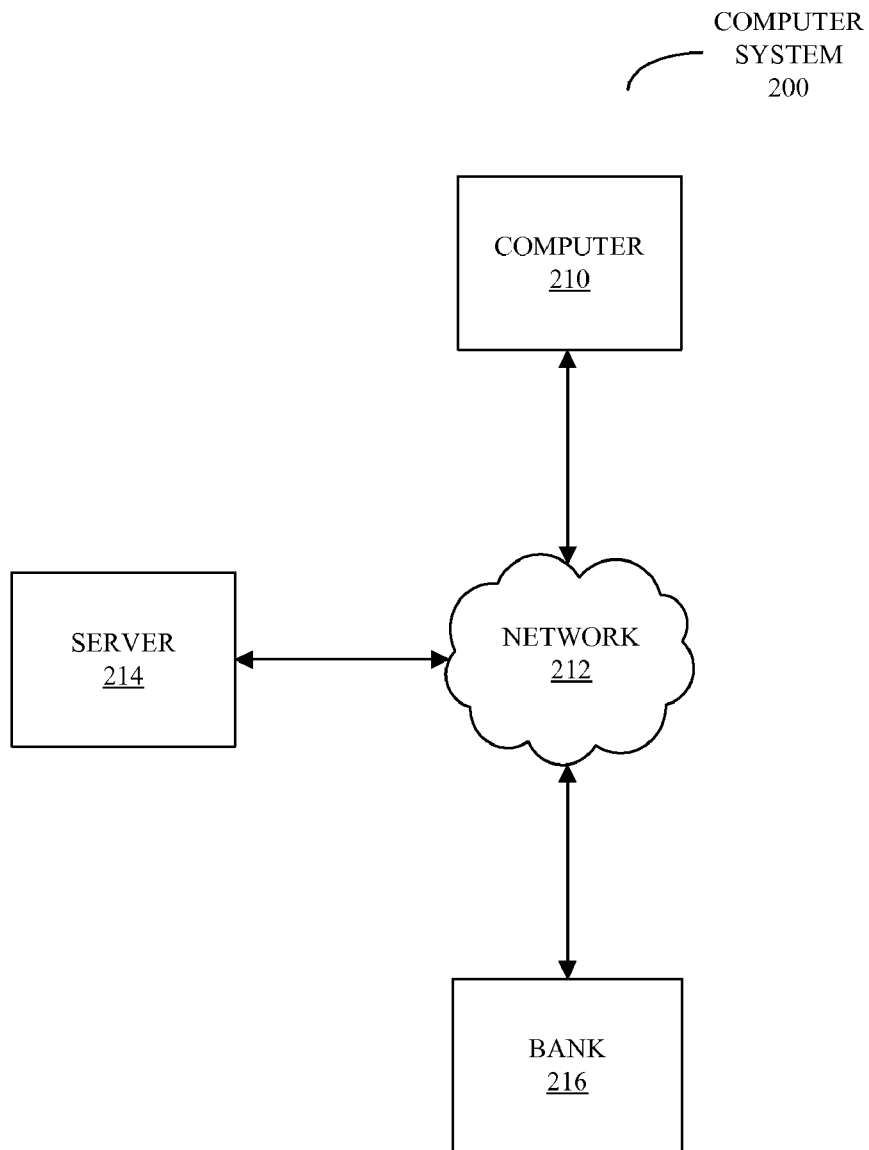 COMPUTER
SYSTEM
200
COMPUTER
210
SERVER
214
NETWORK
212
BANK
216